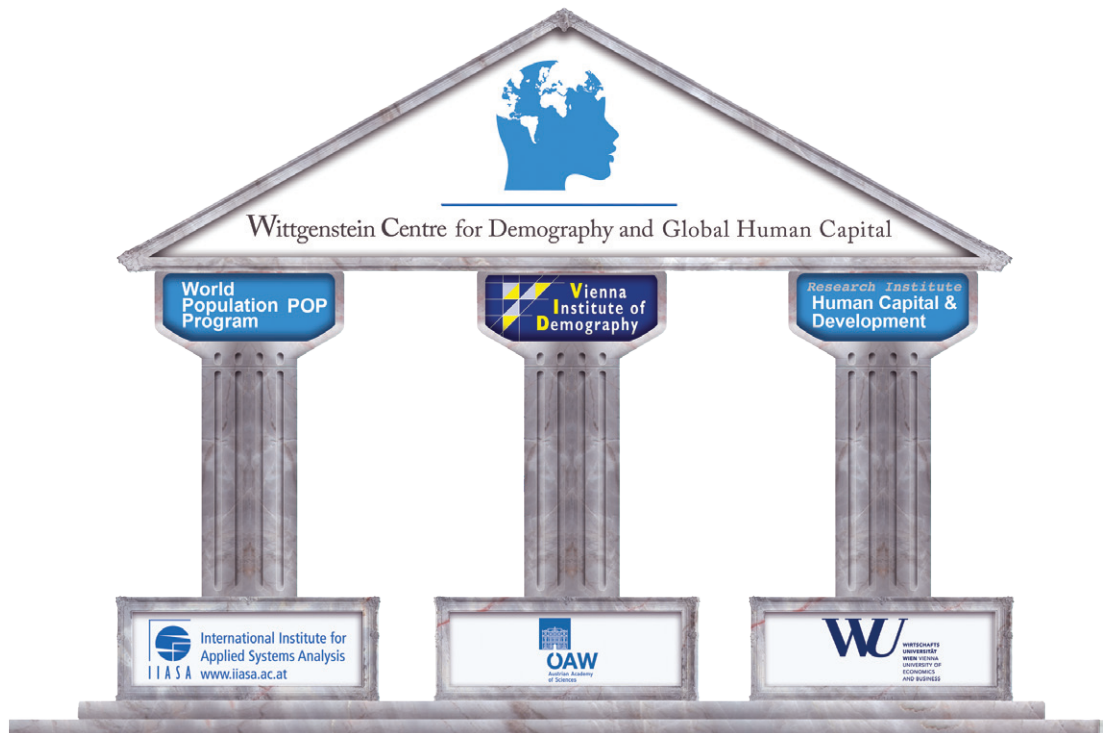 Wittgenstein Centre for Demography and Global Human Capital
World
Population POP
Program
Vienna
Institute of
Demography
Research Institute
Human Capital &
Development
IIASA
International Institute for
Applied Systems Analysis
www.iiasa.ac.at
ÖAW
Austrian Academy
of Sciences
WU
WIRTSCHAFTS
UNIVERSITÄT
WIEN VIENNA
UNIVERSITY OF
ECONOMICS
AND BUSINESS